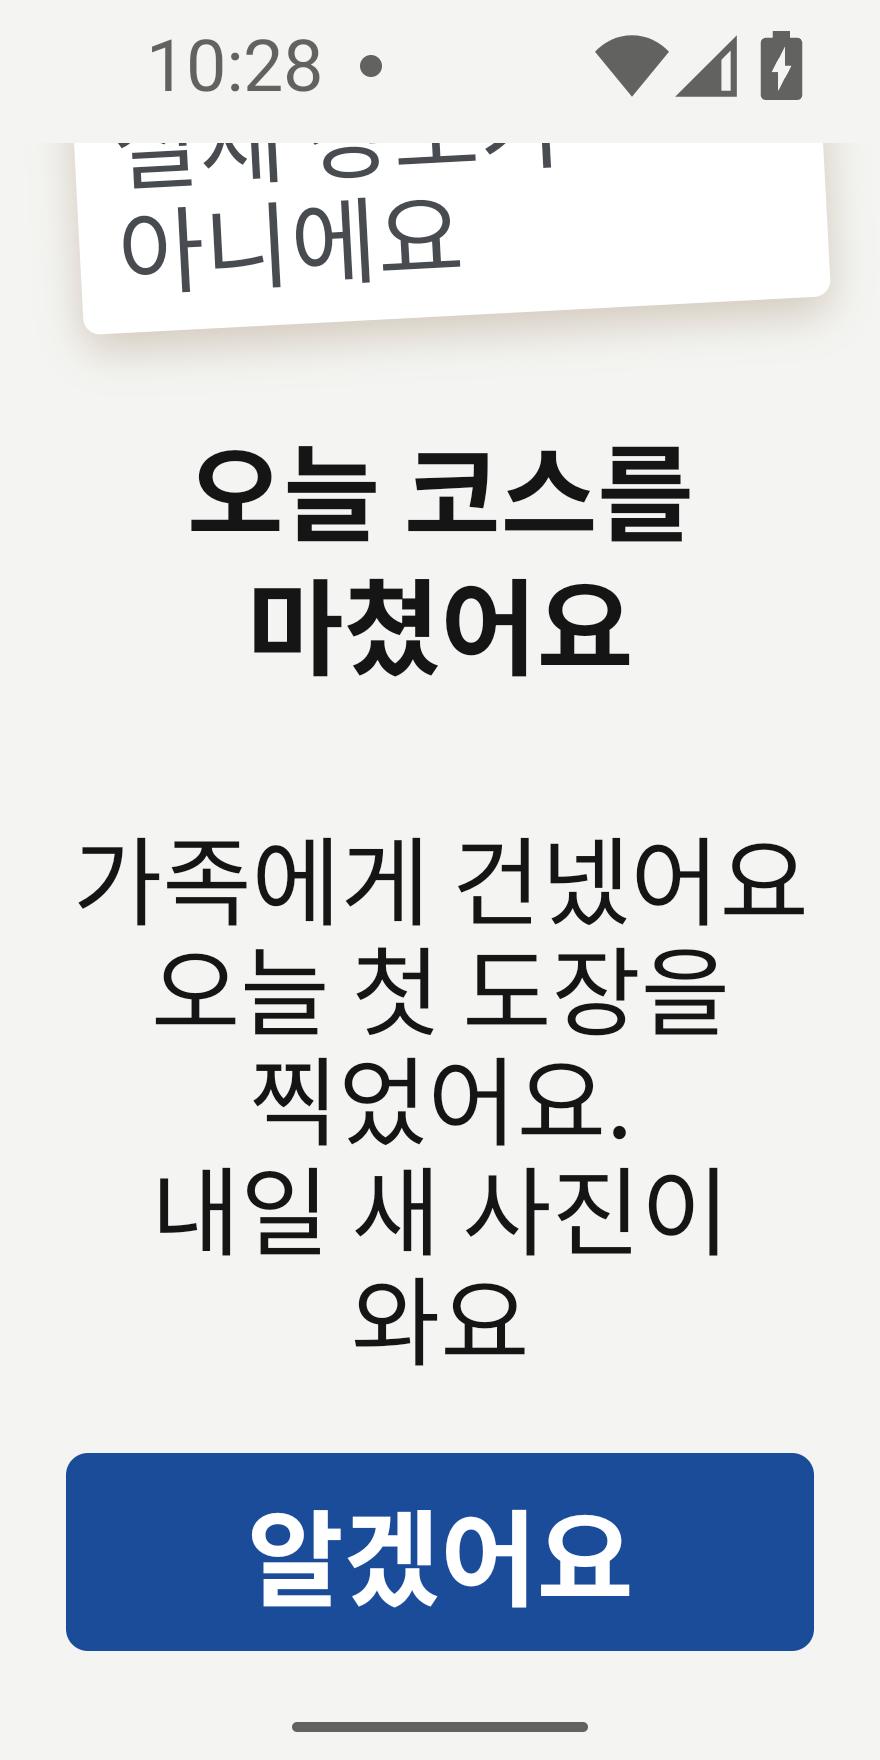 10:28
아니에요
오늘 코스를
마쳤어요
가족에게 건넸어요
오늘 첫 도장을
찍었어요.
내일 새 사진이
와요
알겠어요